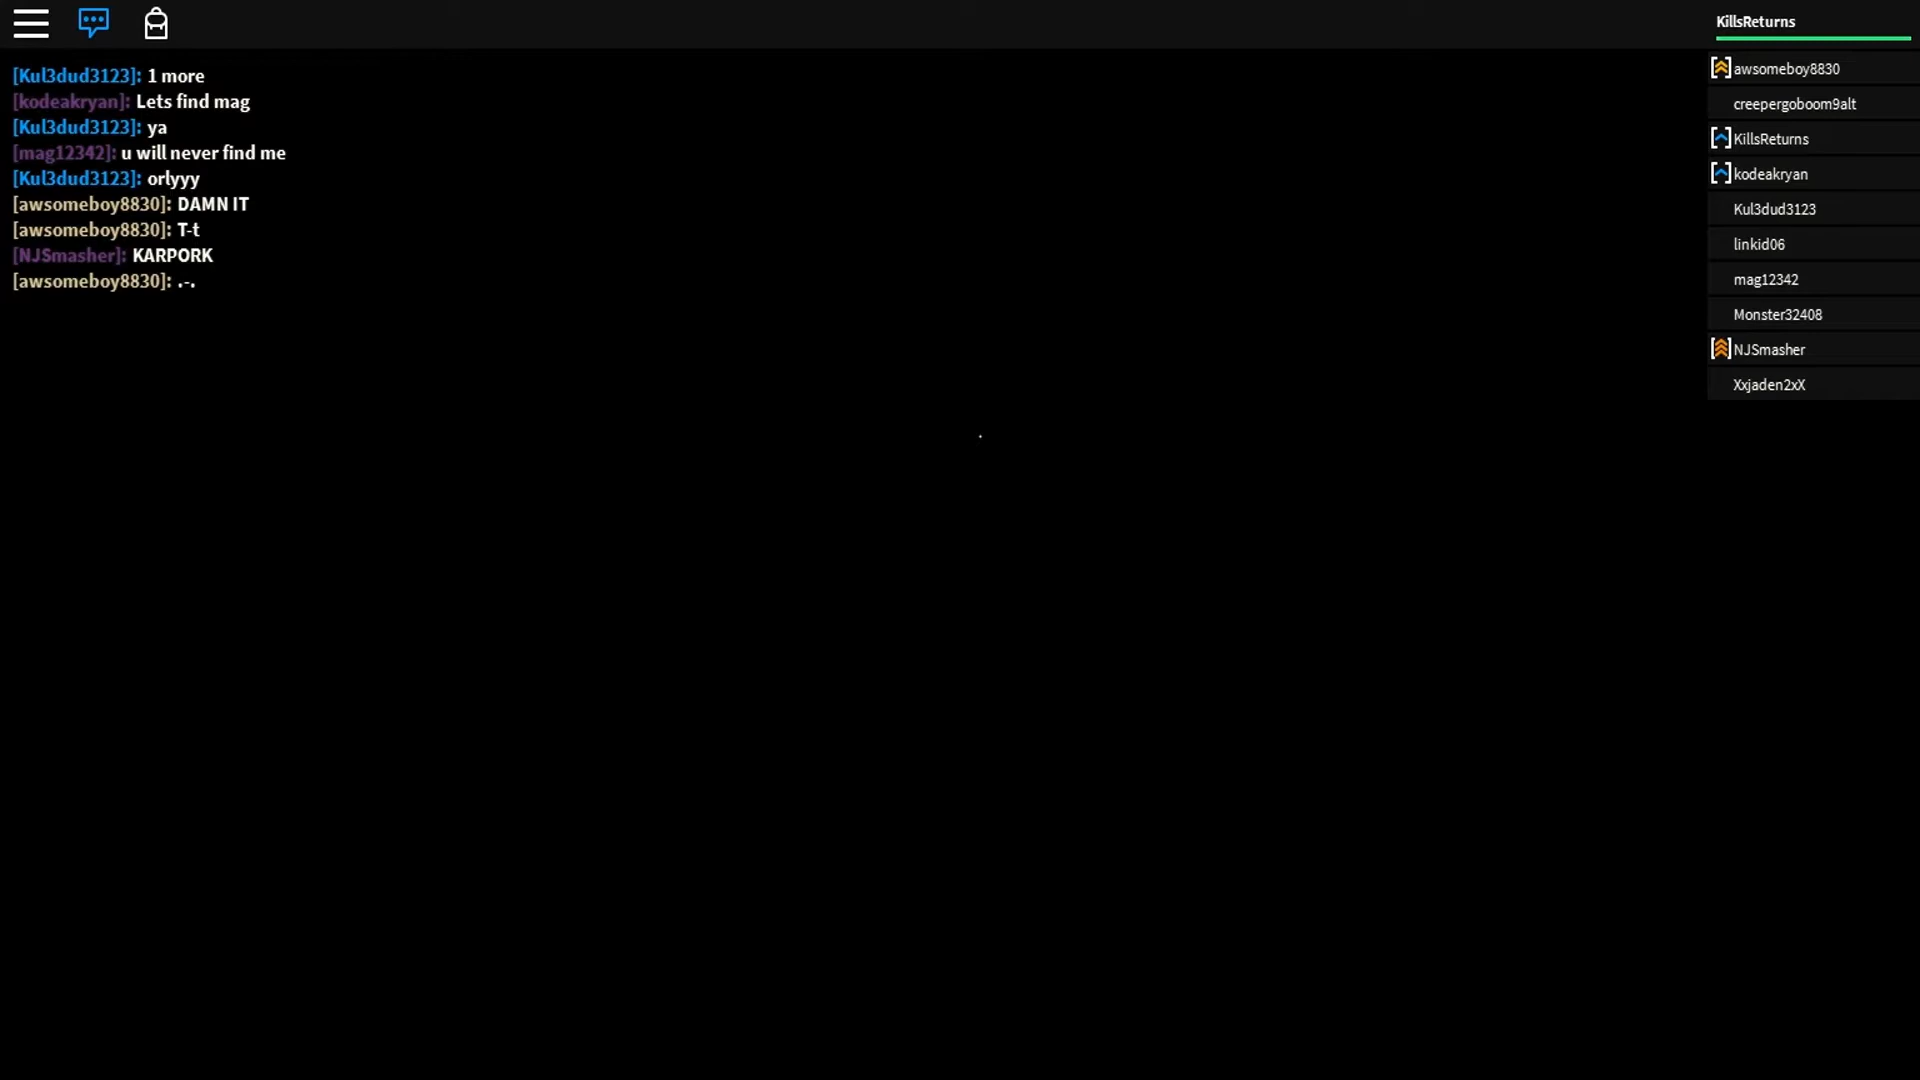 KillsReturns
[Kul3dud3123]: 1 more
[kodeakryan]: Lets find mag
[Kul3dud3123]: ya
[mag12342]: u will never find me
[Kul3dud3123]: orlyyy
[awsomeboy8830]: DAMN IT
[awsomeboy8830]: T-t
[NJSmasher]: KARPORK
[awsomeboy8830]: .-.
awsomeboy8830
creepergoboom9alt
KillsReturns
kodeakryan
Kul3dud3123
linkid06
mag12342
Monster32408
NJSmasher
Xxjaden2xX